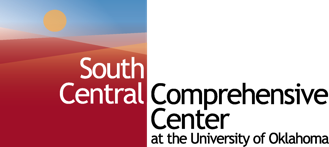 South
Central Comprehensive
Center
at the University of Oklahoma